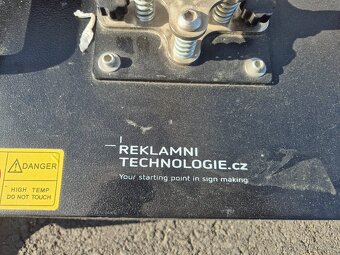 REKLAMNI
TECHNOLOGIE.cz
Your starting point in sign making
DANGER
HIGH TEMP
DO NOT TOUCH